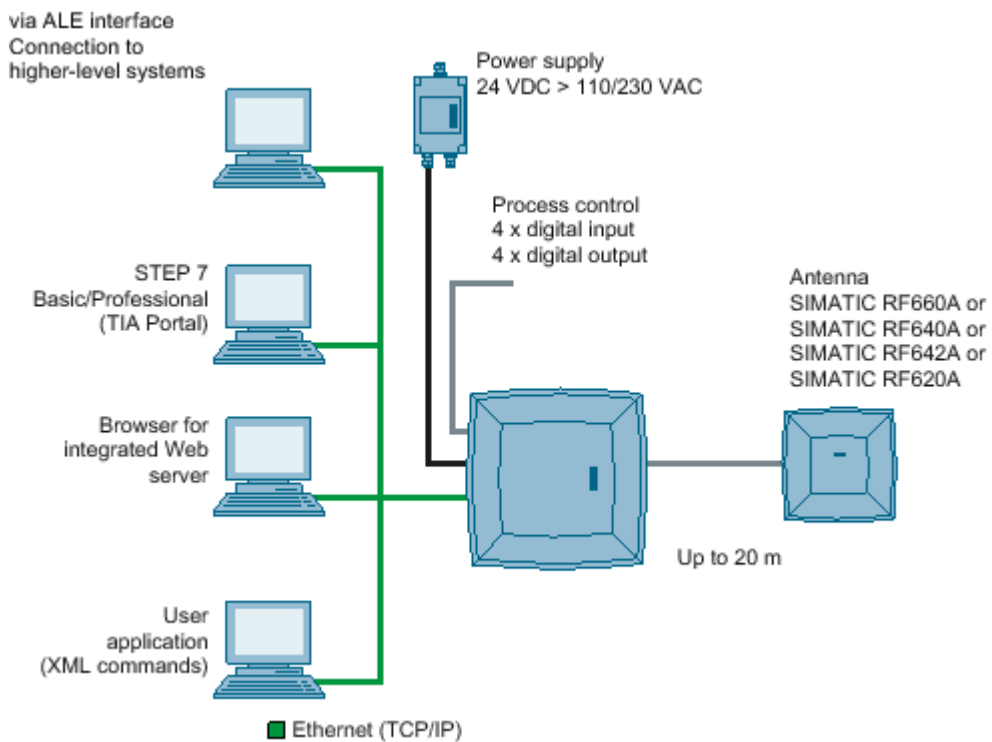 via ALE interface
Connection to
higher-level systems
Power supply
24 VDC > 110/230 VAC
Process control
4 x digital input
4 x digital output
STEP 7
Basic/Professional
(TIA Portal)
Antenna
SIMATIC RF660A or
SIMATIC RF640A or
SIMATIC RF642A or
SIMATIC RF620A
Browser for
integrated Web
server
Up to 20 m
User
application
(XML commands)
Ethernet (TCP/IP)